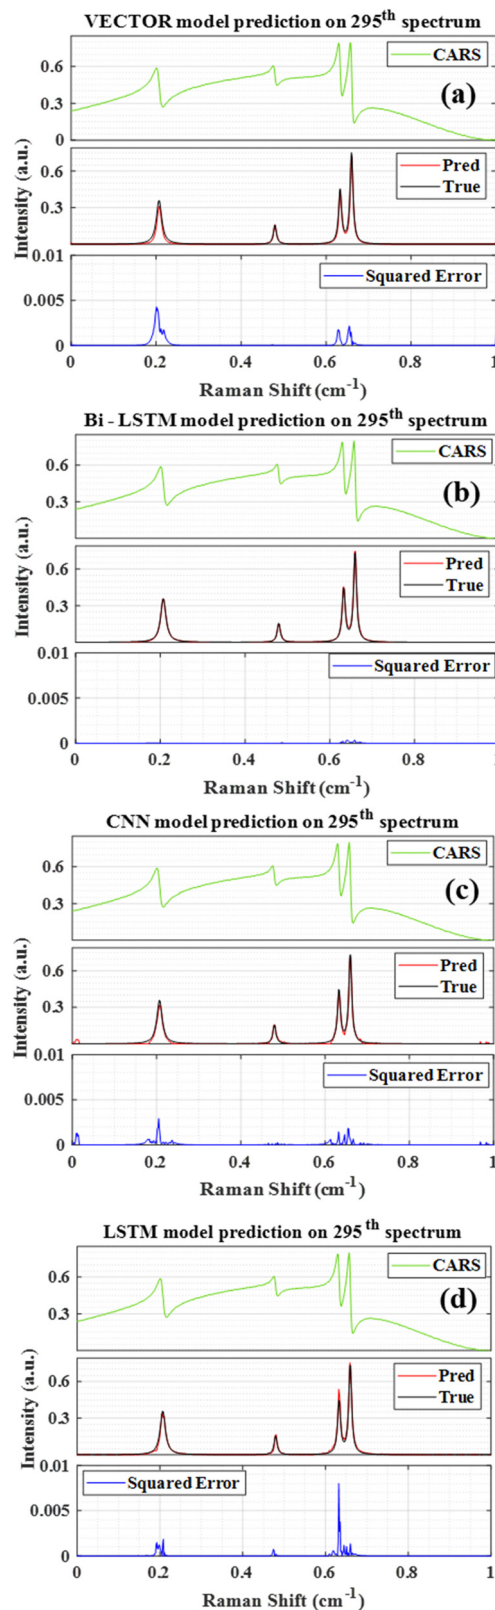 VECTOR model prediction on 295th spectrum
0.6
0.3
0
CARS
(a)
Intensity (a.u.)
0.6
0.3
Pred
True
0.01
0.005
0
Squared Error
0 0.2 0.4 0.6 0.8 1
Raman Shift (cm-1)
Bi - LSTM model prediction on 295th spectrum
0.6
0.3
CARS
(b)
Intensity (a.u.)
0.6
0.3
Pred
True
0.01
0.005
0
Squared Error
0 0.2 0.4 0.6 0.8 1
Raman Shift (cm-1)
CNN model prediction on 295th spectrum
0.6
0.3
CARS
(c)
Intensity (a.u.)
0.6
0.3
Pred
True
0.01
0.005
0
Squared Error
0 0.2 0.4 0.6 0.8 1
Raman Shift (cm-1)
LSTM model prediction on 295th spectrum
0.6
0.3
CARS
(d)
Intensity (a.u.)
0.6
0.3
Pred
True
0.01
0.005
0
Squared Error
0 0.2 0.4 0.6 0.8 1
Raman Shift (cm-1)